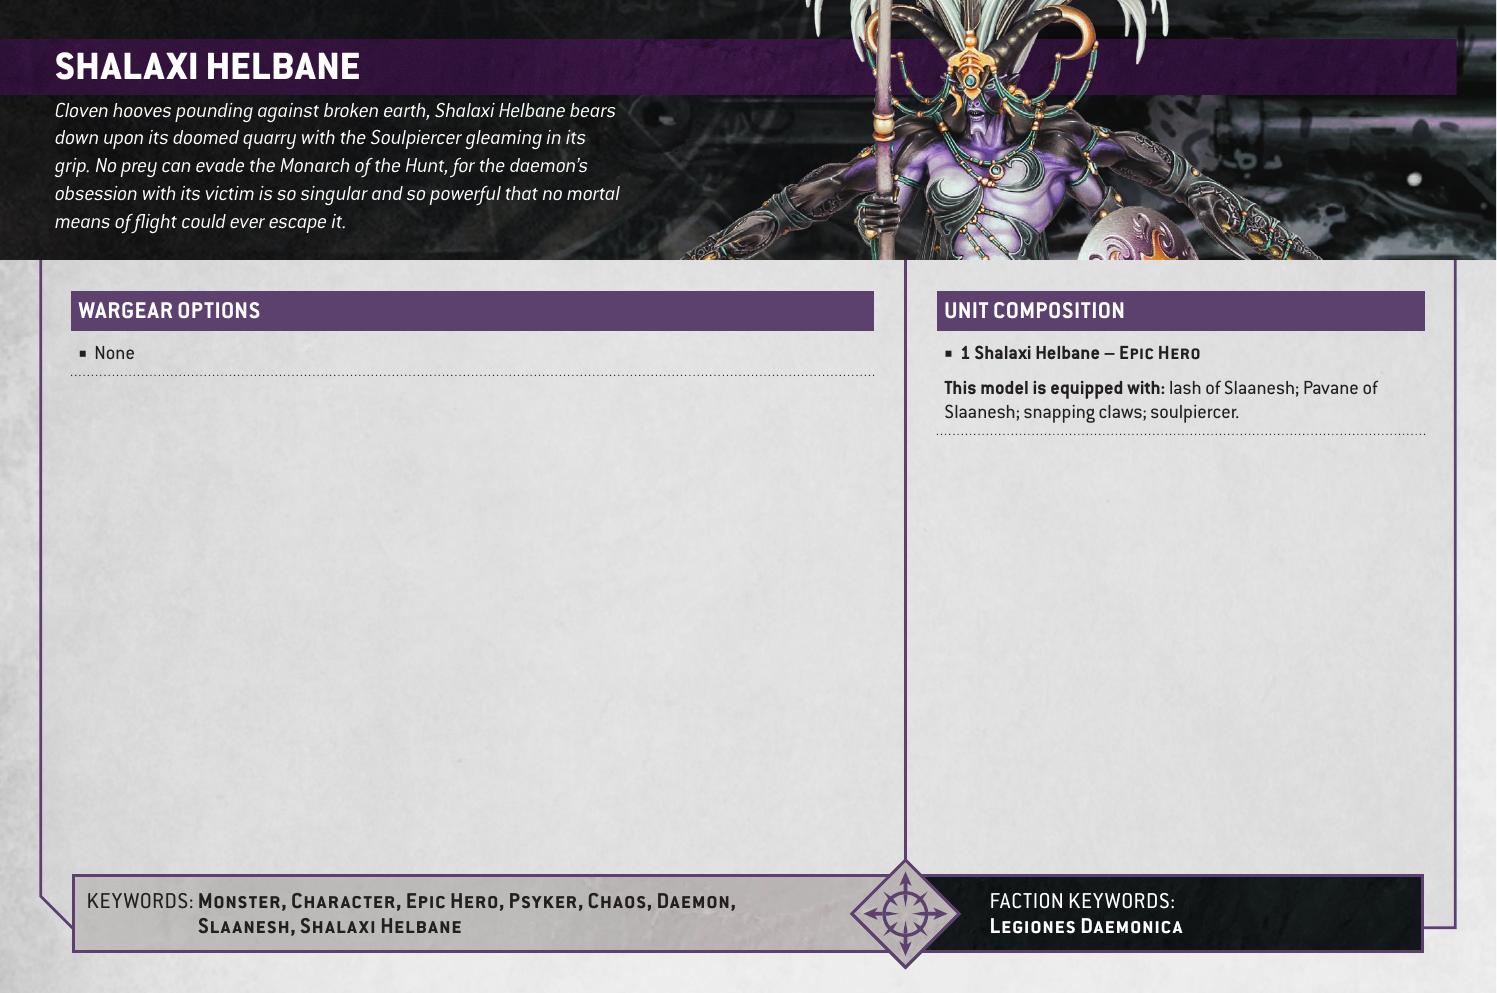 SHALAXI HELBANE
Cloven hooves pounding against broken earth, Shalaxi Helbane bears
down upon its doomed quarry with the Soulpiercer gleaming in its
grip. No prey can evade the Monarch of the Hunt, for the daemon's
obsession with its victim is so singular and so powerful that no mortal
means of flight could ever escape it.
WARGEAR OPTIONS
▪ None
UNIT COMPOSITION
▪ 1 Shalaxi Helbane – Epic Hero
This model is equipped with: lash of Slaanesh; Pavane of
Slaanesh; snapping claws; soulpiercer.
KEYWORDS: Monster, Character, Epic Hero, Psyker, Chaos, Daemon,
Slaanesh, Shalaxi Helbane
FACTION KEYWORDS:
Legiones Daemonica